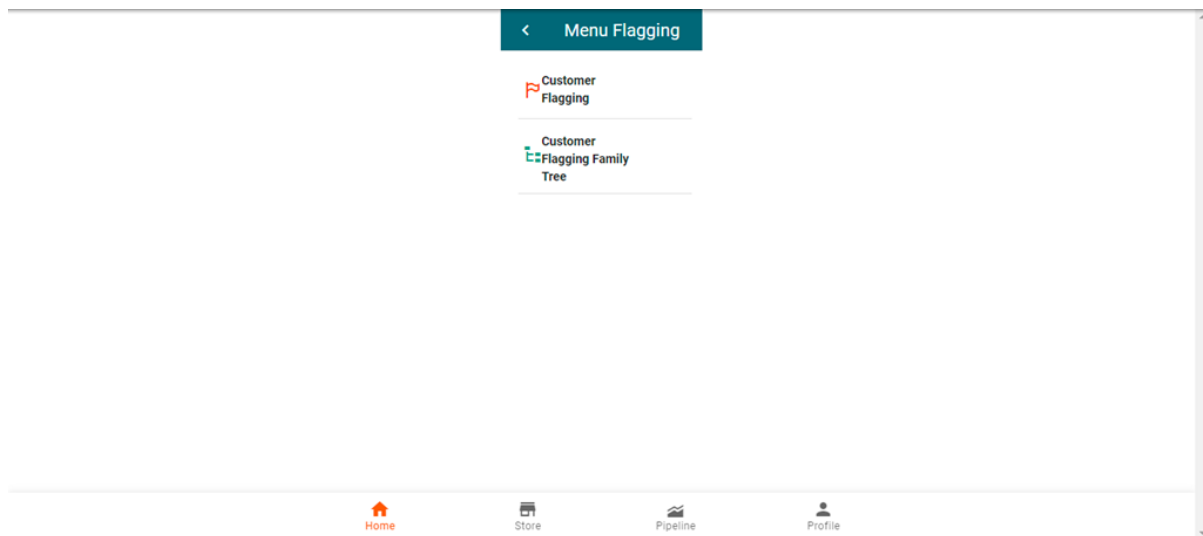 Menu Flagging
Customer
Flagging
Customer
Flagging Family
Tree
Home
Store
Pipeline
Profile